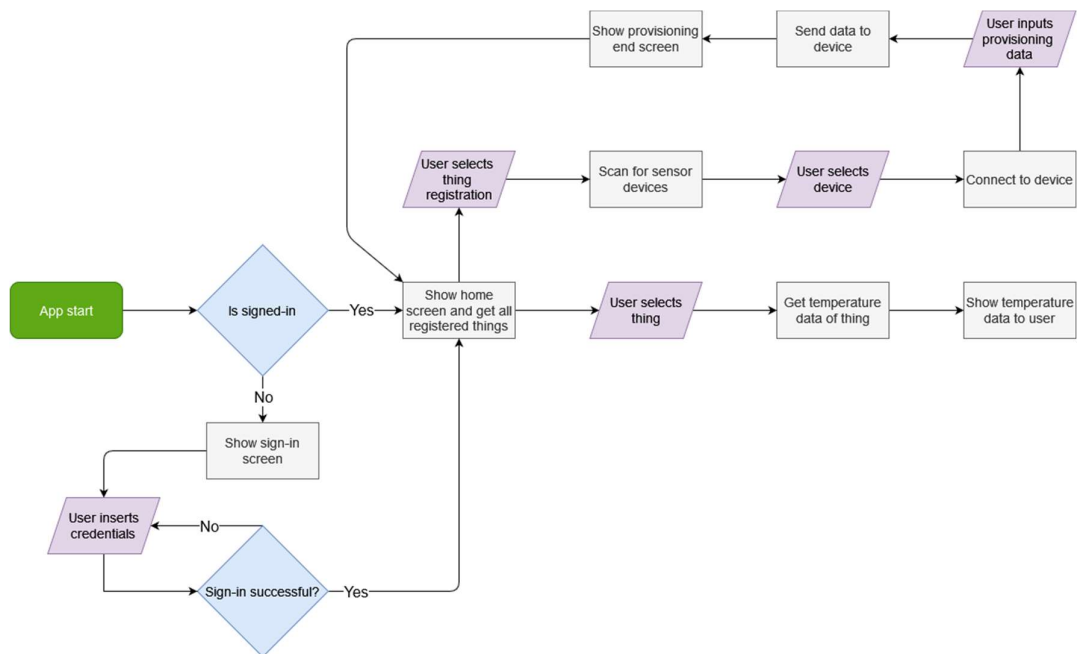 Show provisioning
end screen
Send data to
device
User inputs
provisioning
data
User selects
thing
registration
Scan for sensor
devices
User selects
device
Connect to device
App start
Is signed-in
Yes
Show home
screen and get all
registered things
User selects
thing
Get temperature
data of thing
Show temperature
data to user
No
Show sign-in
screen
User inserts
credentials
No
Sign-in successful?
Yes